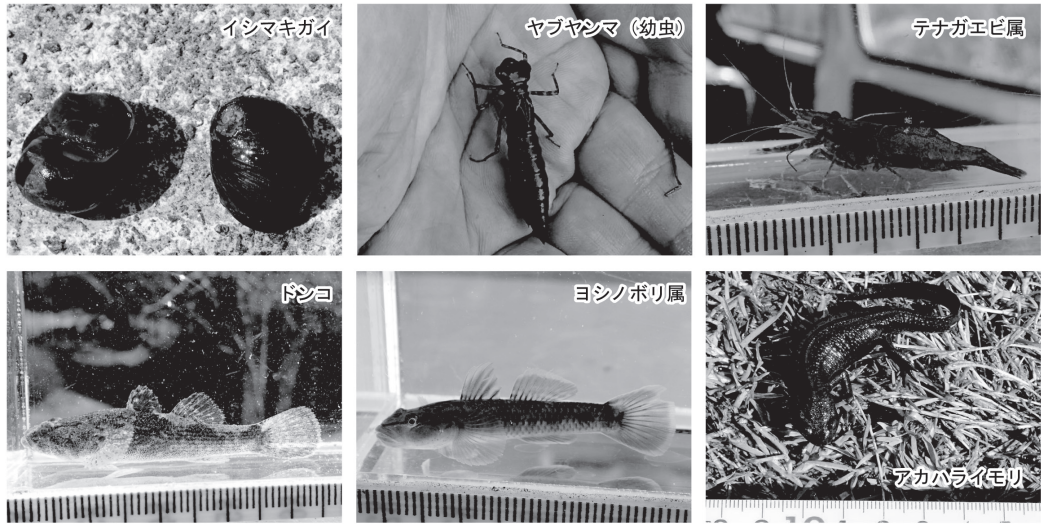 イシマキガイ
ヤブヤンマ（幼虫）
テナガエビ属
ドンコ
ヨシノボリ属
アカハライモリ